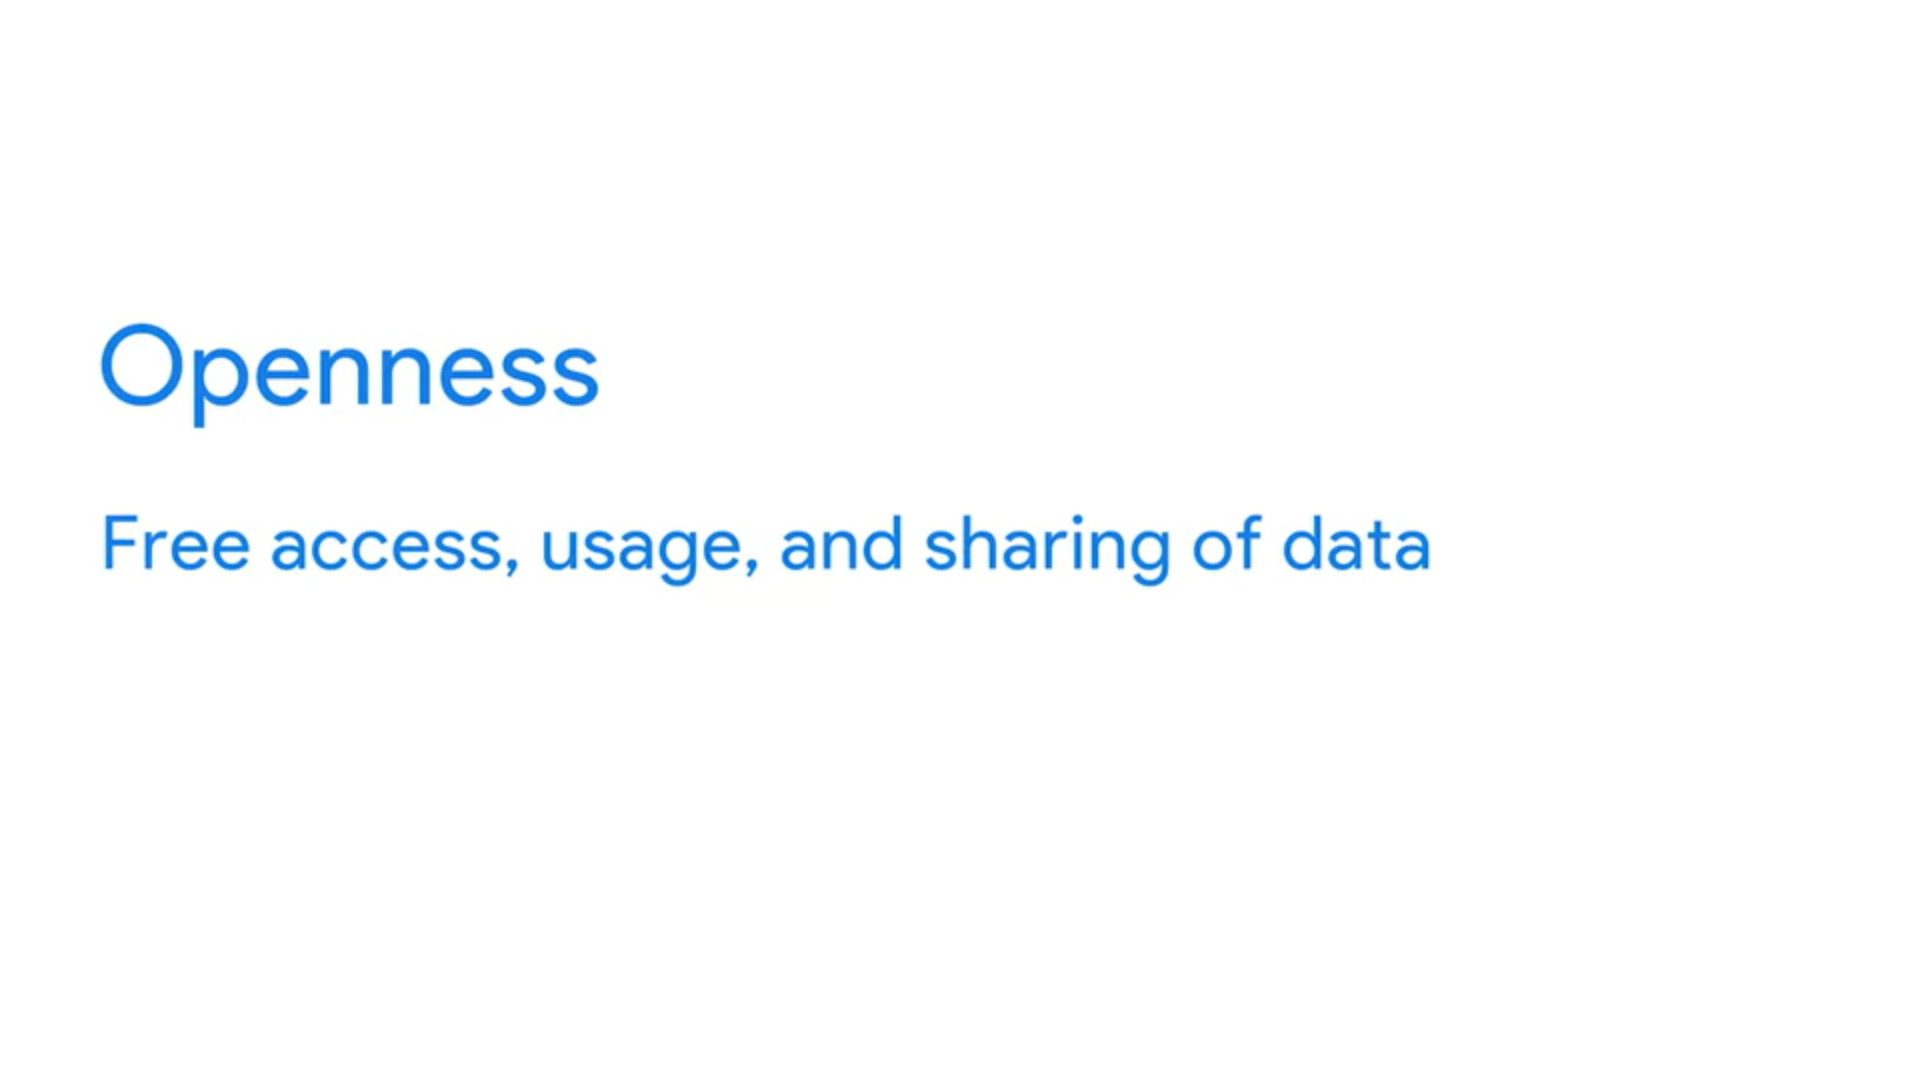 Openness
Free access, usage, and sharing of data